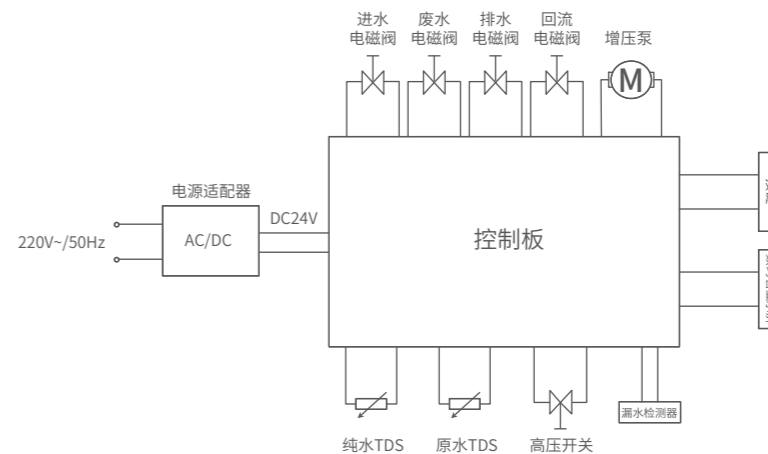 进水
电磁阀
废水
电磁阀
排水
电磁阀
回流
电磁阀
增压泵
M
电源适配器
AC/DC
DC24V
220V~/50Hz
控制板
漏水检测器
纯水TDS
原水TDS
高压开关